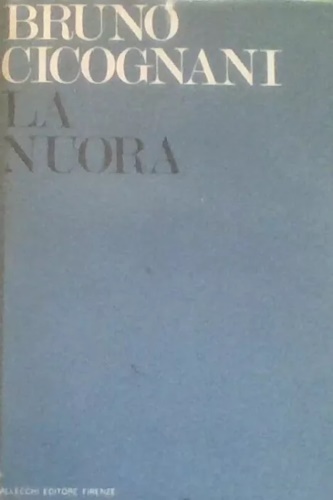 BRUNO
CICOGNANI
LA
NUORA
ALLECCHI EDITORE FIRENZE